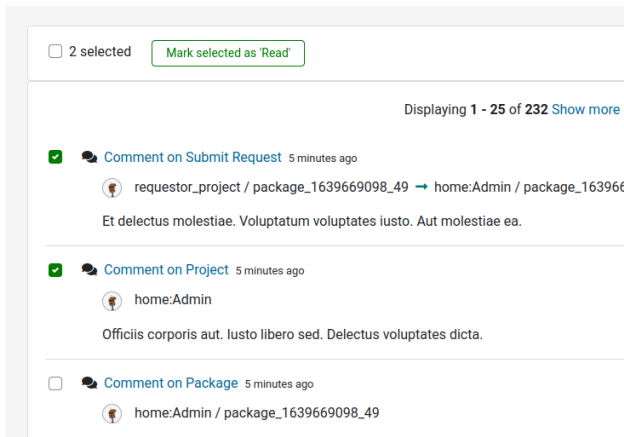 2 selected Mark selected as 'Read'
Displaying 1 - 25 of 232 Show more
Comment on Submit Request 5 minutes ago
requestor_project / package_1639669098_49 → home:Admin / package_16396
Et delectus molestiae. Voluptatum voluptates iusto. Aut molestiae ea.
Comment on Project 5 minutes ago
home:Admin
Officiis corporis aut. Iusto libero sed. Delectus voluptates dicta.
Comment on Package 5 minutes ago
home:Admin / package_1639669098_49